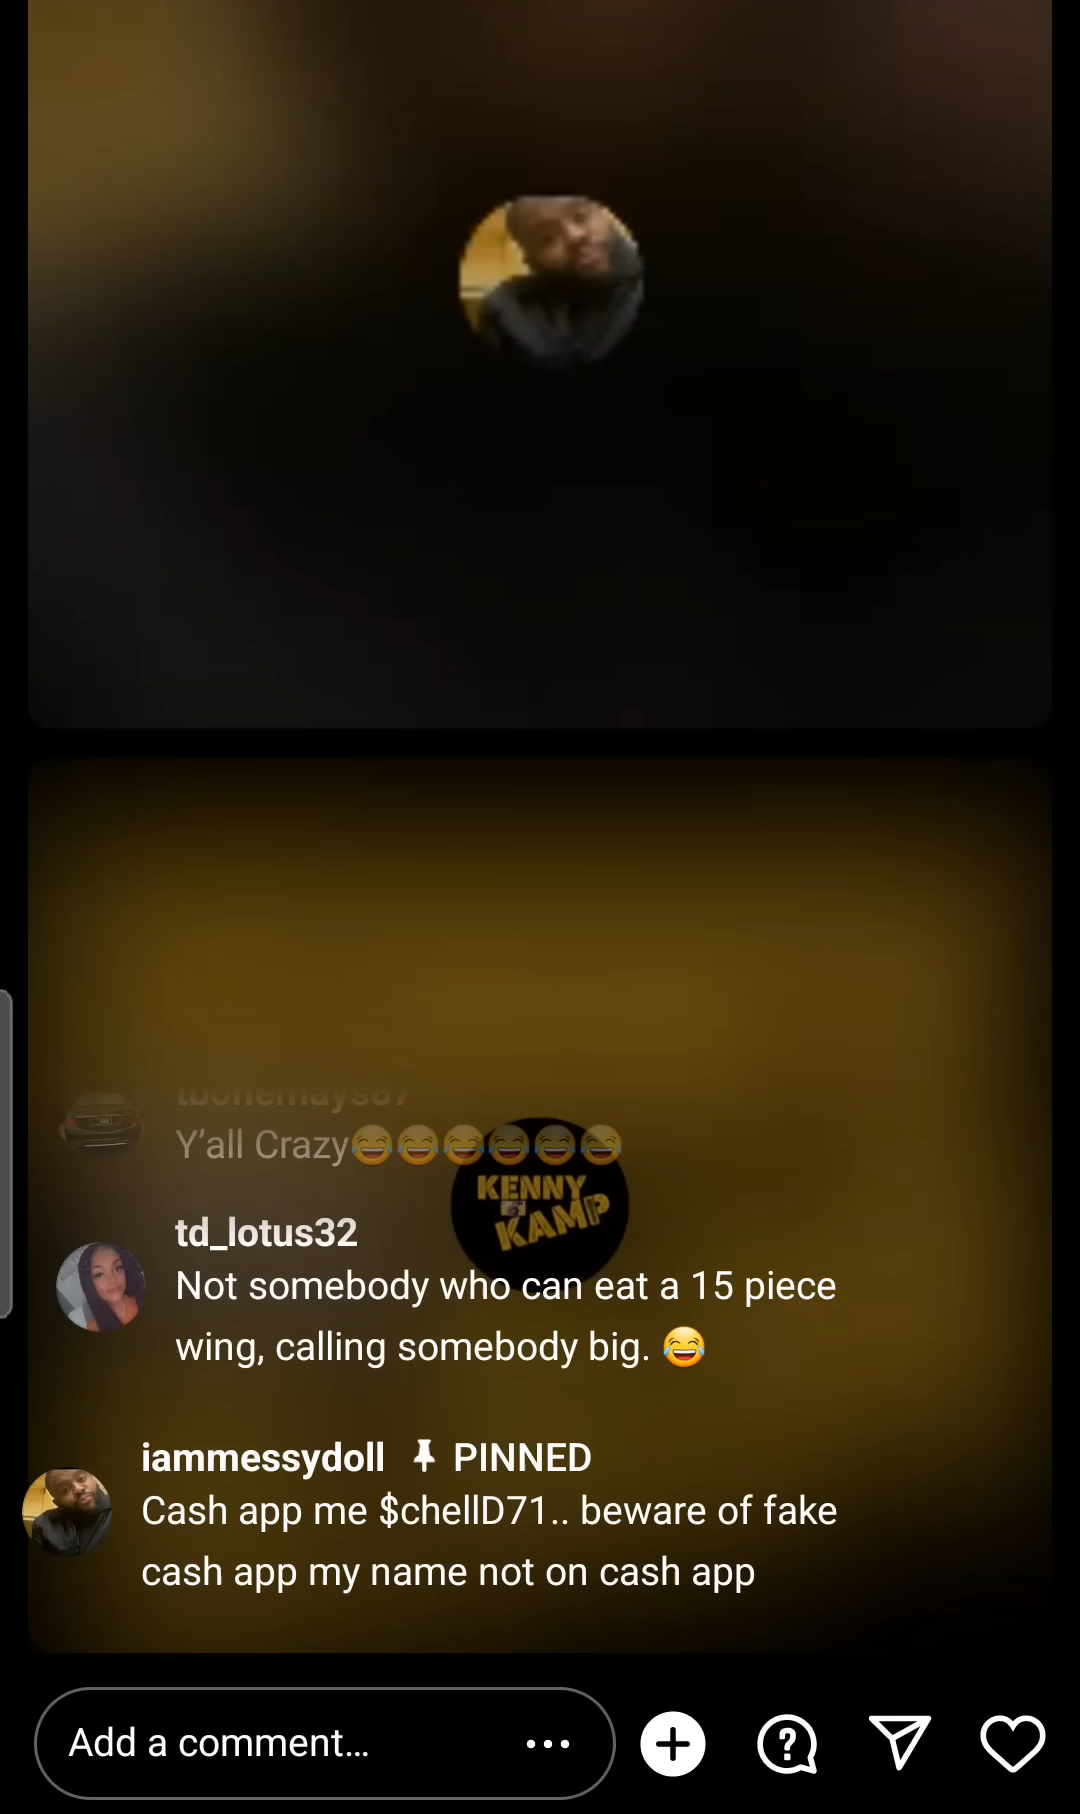 tbonemays87
Y'all Crazy😂😂😂😂😂😂
KENNY
KAMP
td_lotus32
Not somebody who can eat a 15 piece
wing, calling somebody big. 😂
iammessydoll 📌 PINNED
Cash app me $chellD71.. beware of fake
cash app my name not on cash app
Add a comment...